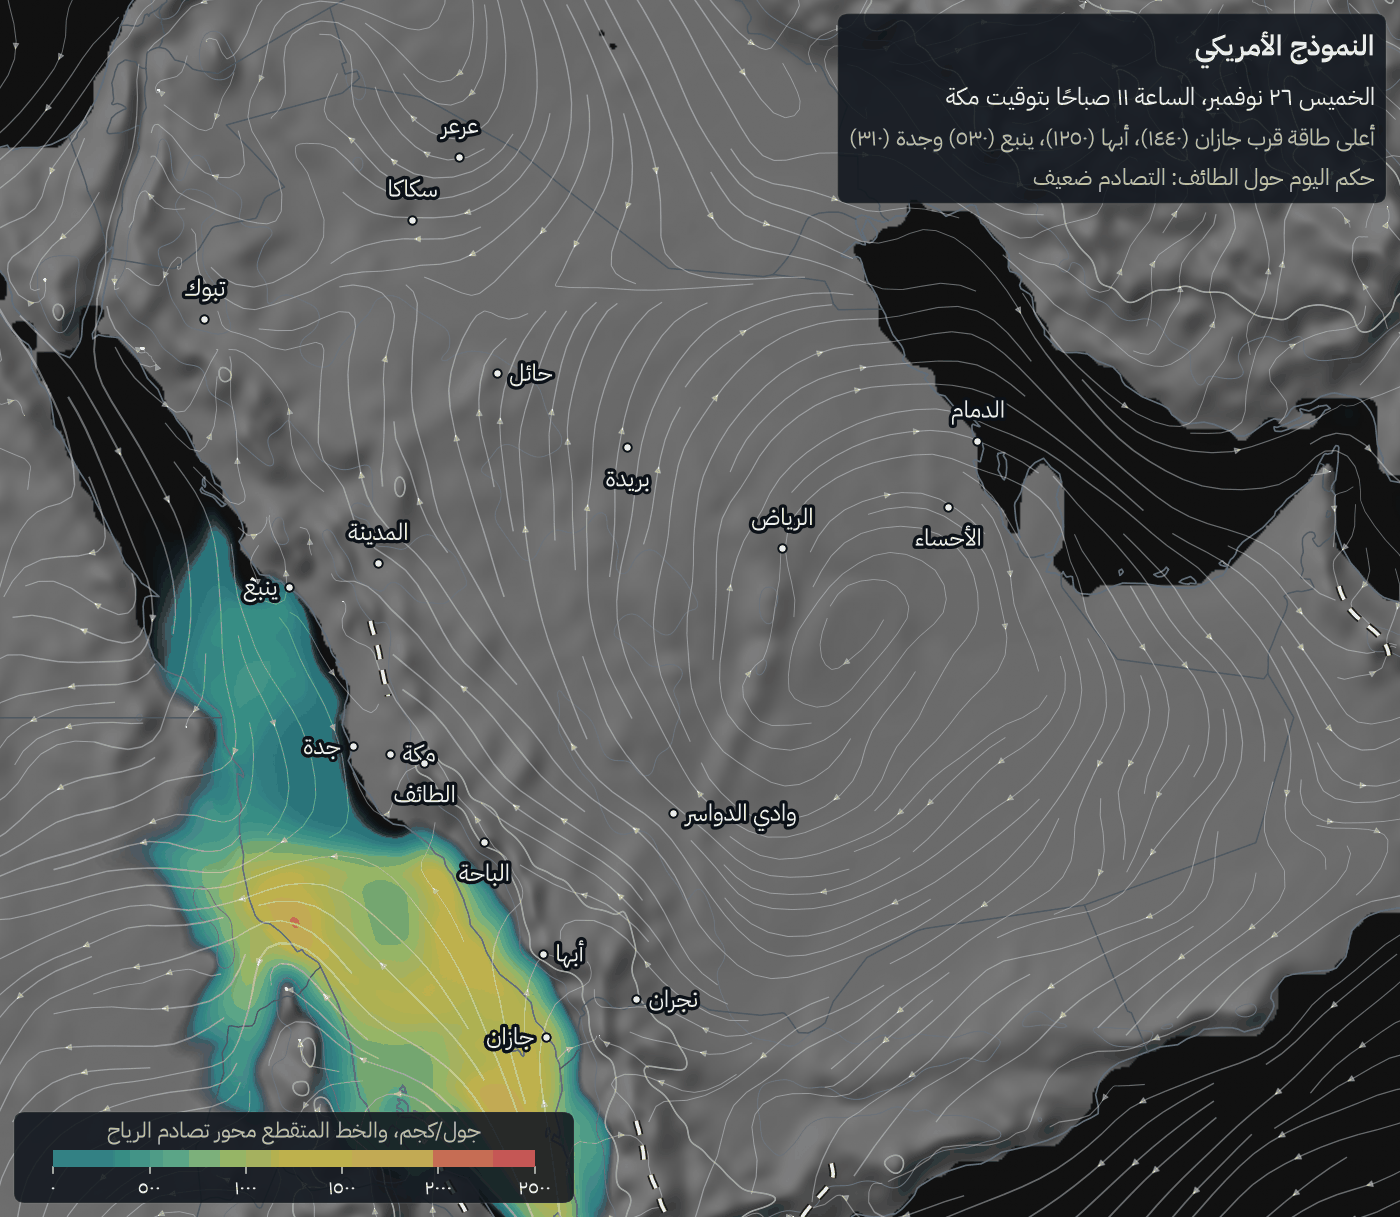 النموذج الأمريكي
الخميس ٢٦ نوفمبر، الساعة ١١ صباحًا بتوقيت مكة
أعلى طاقة قرب جازان (١٤٤٠)، أبها (١٢٥٠)، ينبع (٥٣٠) وجدة (٣١٠)
حكم اليوم حول الطائف: التصادم ضعيف
عرعر
سكاكا
تبوك
حائل
الدمام
بريدة
الرياض
المدينة
الأحساء
ينبع
مكة
جدة
الطائف
وادي الدواسر
الباحة
أبها
نجران
جازان
جول/كجم، والخط المتقطع محور تصادم الرياح
٠ ٥٠٠ ١٠٠٠ ١٥٠٠ ٢٠٠٠ ٢٥٠٠